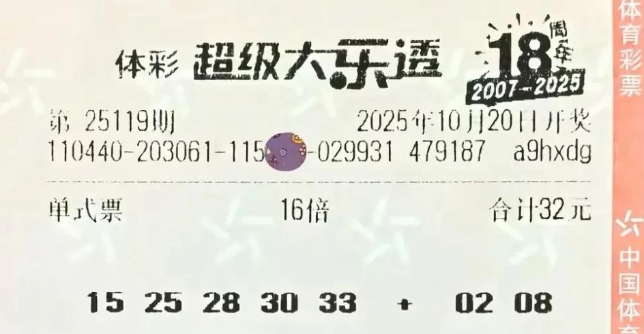 体彩 超级大乐透 18周年
2007-2025
第 25119期 2025年10月20日开奖
110440-203061-115 -029931 479187 a9hxdg
单式票 16倍 合计32元
15 25 28 30 33 + 02 08
体育彩票
中国体育